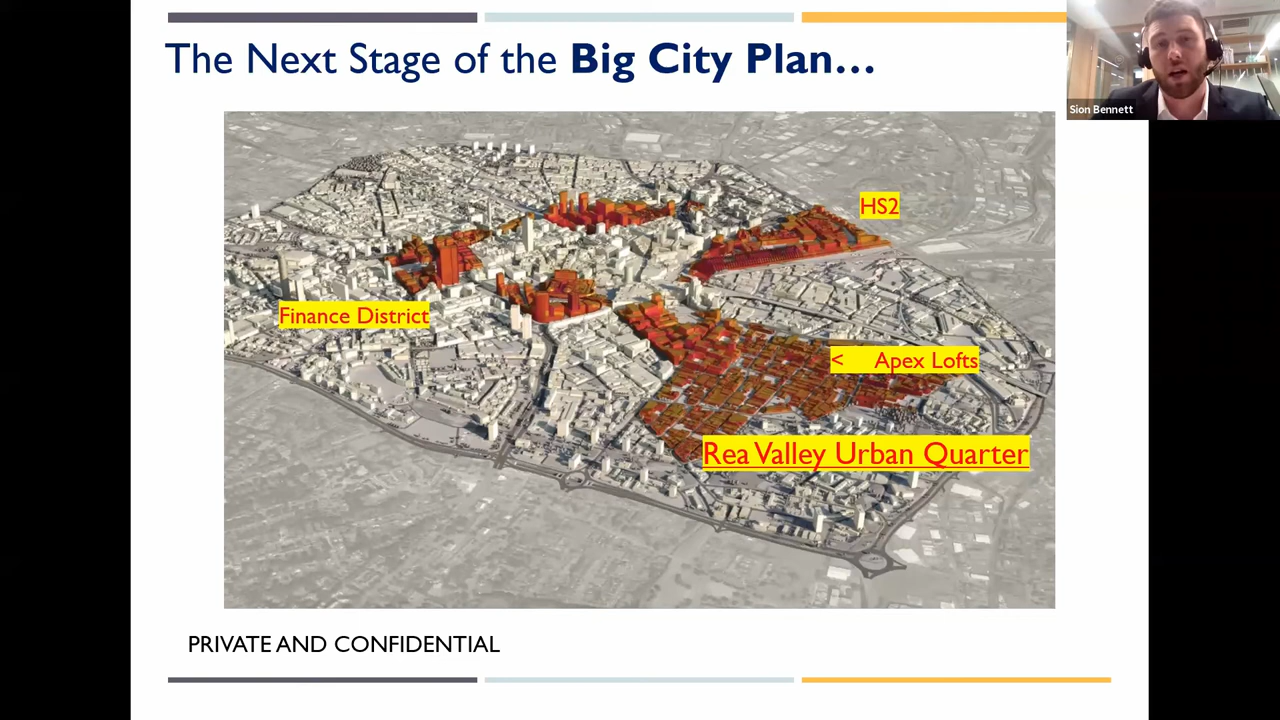 The Next Stage of the Big City Plan...
Sion Bennett
HS2
Finance District
< Apex Lofts
Rea Valley Urban Quarter
PRIVATE AND CONFIDENTIAL